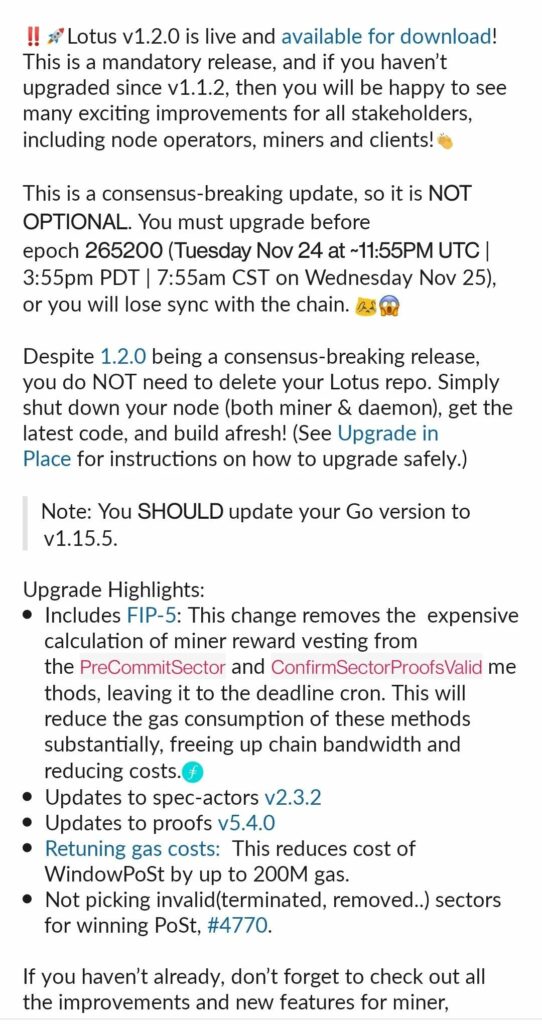 ‼️🚀Lotus v1.2.0 is live and available for download!
This is a mandatory release, and if you haven’t
upgraded since v1.1.2, then you will be happy to see
many exciting improvements for all stakeholders,
including node operators, miners and clients!👏
This is a consensus-breaking update, so it is NOT
OPTIONAL. You must upgrade before
epoch 265200 (Tuesday Nov 24 at ~11:55PM UTC |
3:55pm PDT | 7:55am CST on Wednesday Nov 25),
or you will lose sync with the chain. 😿😱
Despite 1.2.0 being a consensus-breaking release,
you do NOT need to delete your Lotus repo. Simply
shut down your node (both miner & daemon), get the
latest code, and build afresh! (See Upgrade in
Place for instructions on how to upgrade safely.)
Note: You SHOULD update your Go version to
v1.15.5.
Upgrade Highlights:
• Includes FIP-5: This change removes the expensive
calculation of miner reward vesting from
the PreCommitSector and ConfirmSectorProofsValid me
thods, leaving it to the deadline cron. This will
reduce the gas consumption of these methods
substantially, freeing up chain bandwidth and
reducing costs.
• Updates to spec-actors v2.3.2
• Updates to proofs v5.4.0
• Retuning gas costs: This reduces cost of
WindowPoSt by up to 200M gas.
• Not picking invalid(terminated, removed..) sectors
for winning PoSt, #4770.
If you haven’t already, don’t forget to check out all
the improvements and new features for miner,